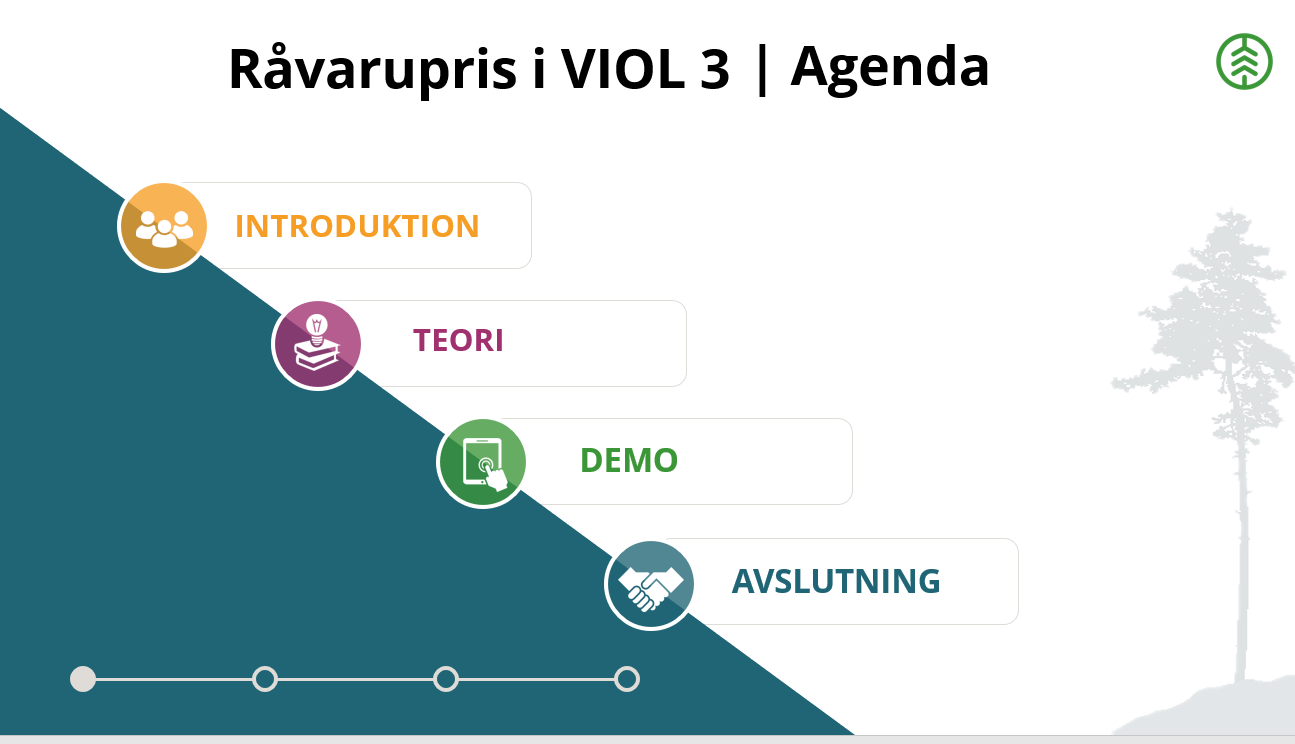 Råvarupris i VIOL 3 | Agenda
INTRODUKTION
TEORI
DEMO
AVSLUTNING